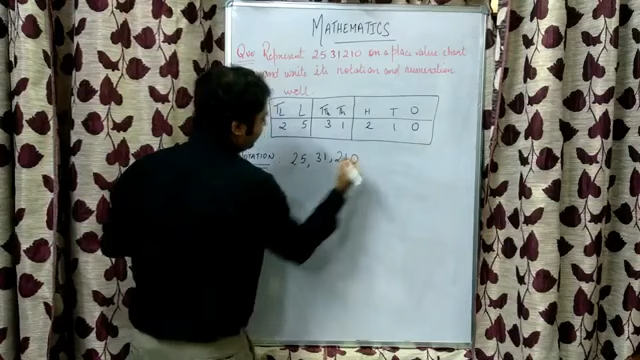 MATHEMATICS
Que Represent 2531210 on a place value chart
and write its notation and numeration
well.
TL L TTh Th H T O
2 5 3 1 2 1 0
NOTATION : 25,31,210